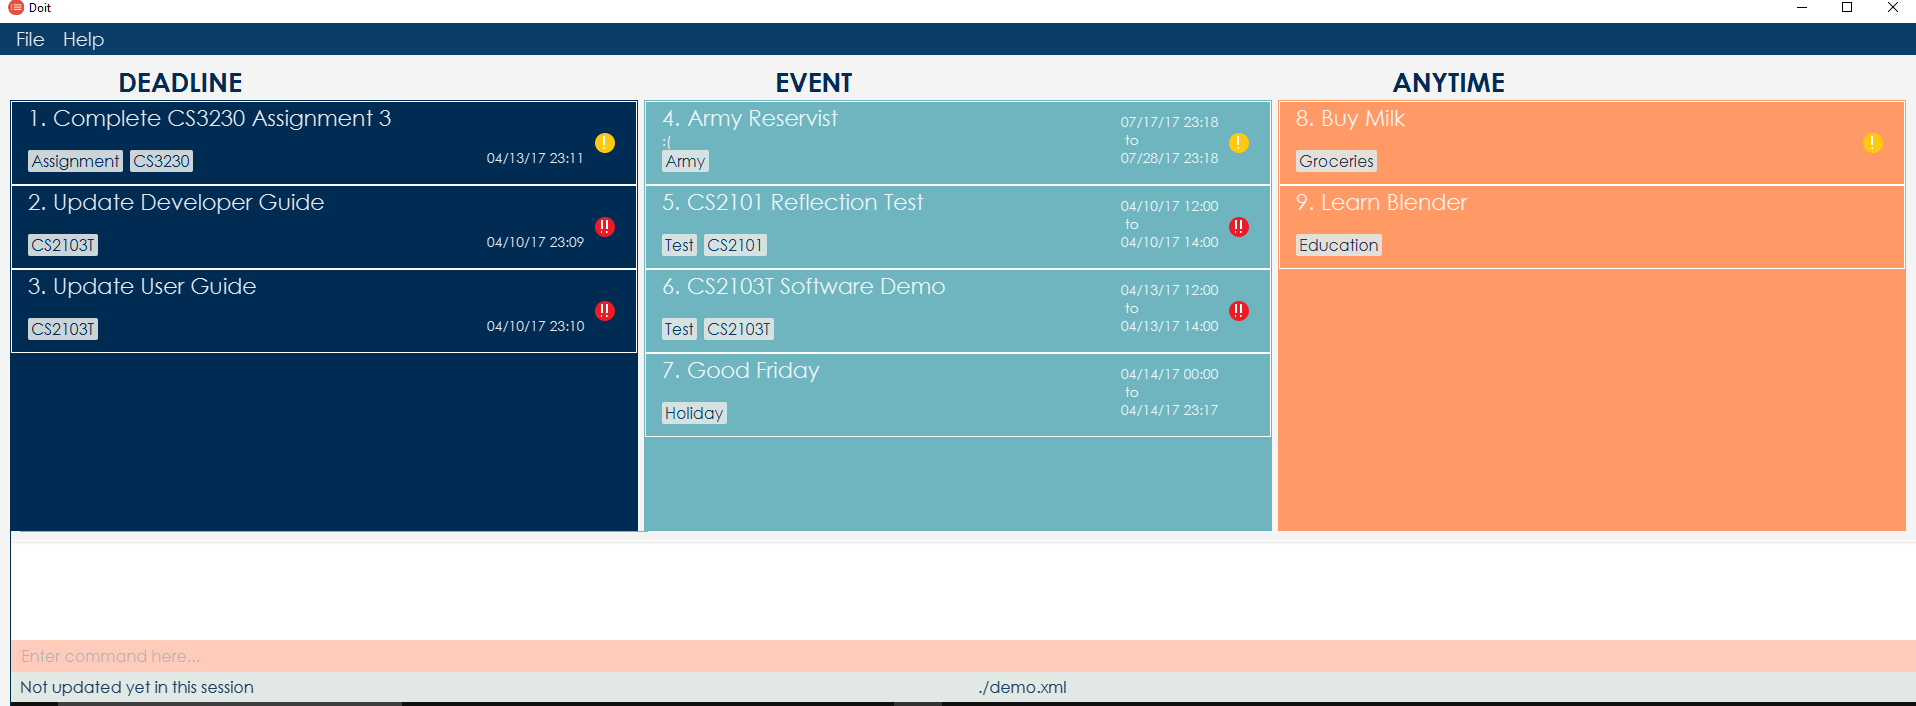 Doit
File Help
DEADLINE
1. Complete CS3230 Assignment 3
Assignment CS3230
04/13/17 23:11
2. Update Developer Guide
CS2103T
04/10/17 23:09
3. Update User Guide
CS2103T
04/10/17 23:10
EVENT
4. Army Reservist
:(
Army
07/17/17 23:18
to
07/28/17 23:18
5. CS2101 Reflection Test
Test CS2101
04/10/17 12:00
to
04/10/17 14:00
6. CS2103T Software Demo
Test CS2103T
04/13/17 12:00
to
04/13/17 14:00
7. Good Friday
Holiday
04/14/17 00:00
to
04/14/17 23:17
ANYTIME
8. Buy Milk
Groceries
9. Learn Blender
Education
Enter command here...
Not updated yet in this session
./demo.xml